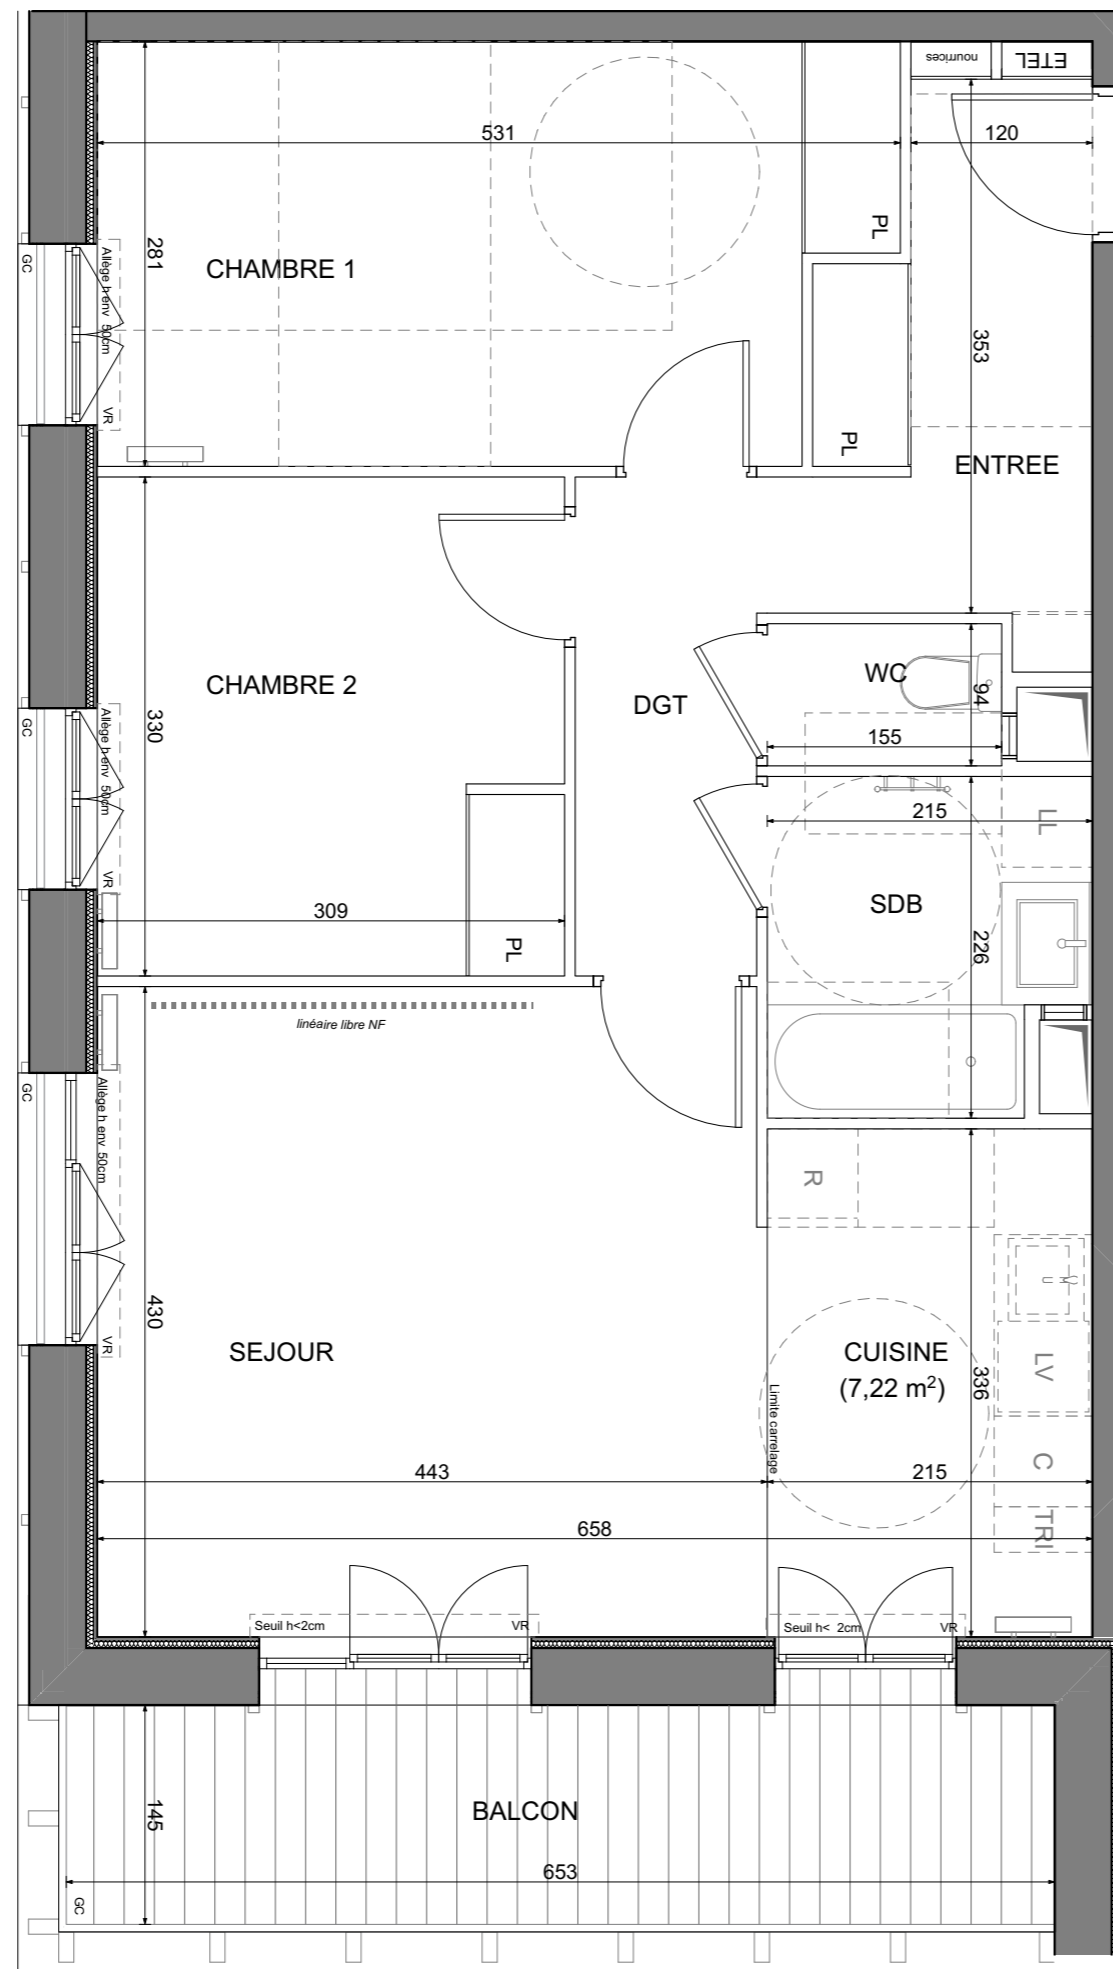 nourrices
ETEL
531
120
PL
281
GC
Allège h env 50cm
CHAMBRE 1
353
VR
PL
ENTREE
CHAMBRE 2
WC
94
DGT
330
GC
Allège h env 50cm
155
215
LL
VR
309
SDB
PL
226
linéaire libre NF
GC
Allège h env 50cm
R
430
VR
SEJOUR
CUISINE
(7,22 m²)
LV
336
Limite carrelage
443
215
C
658
TRI
Seuil h<2cm
VR
Seuil h< 2cm
VR
145
BALCON
653
GC